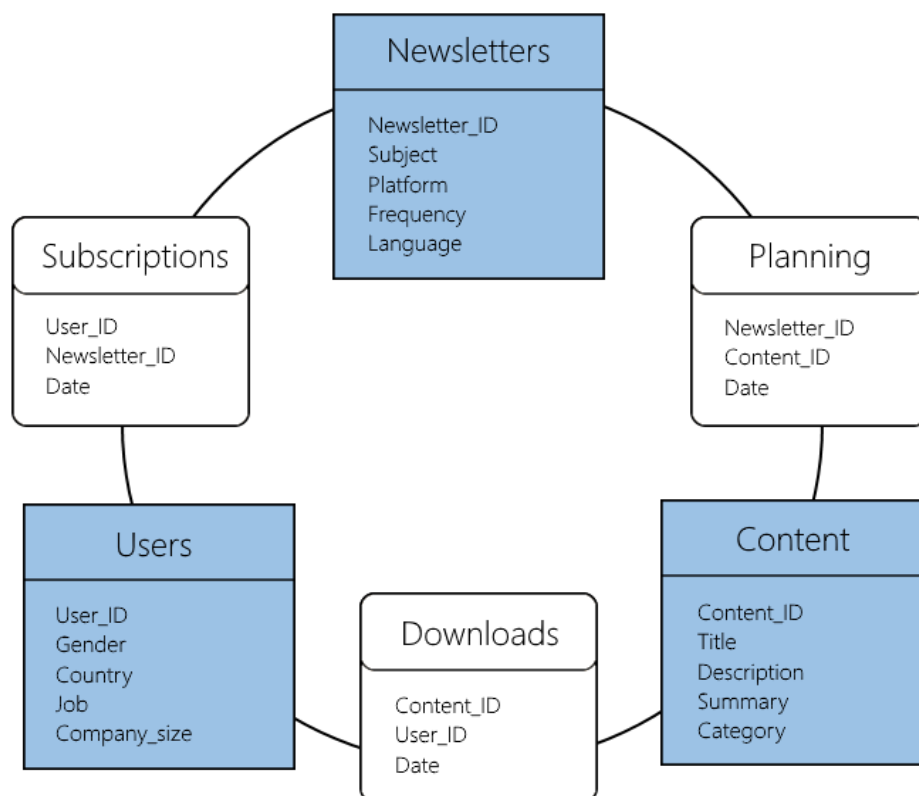 Newsletters
Newsletter_ID
Subject
Platform
Frequency
Language
Subscriptions
User_ID
Newsletter_ID
Date
Planning
Newsletter_ID
Content_ID
Date
Users
User_ID
Gender
Country
Job
Company_size
Downloads
Content_ID
User_ID
Date
Content
Content_ID
Title
Description
Summary
Category